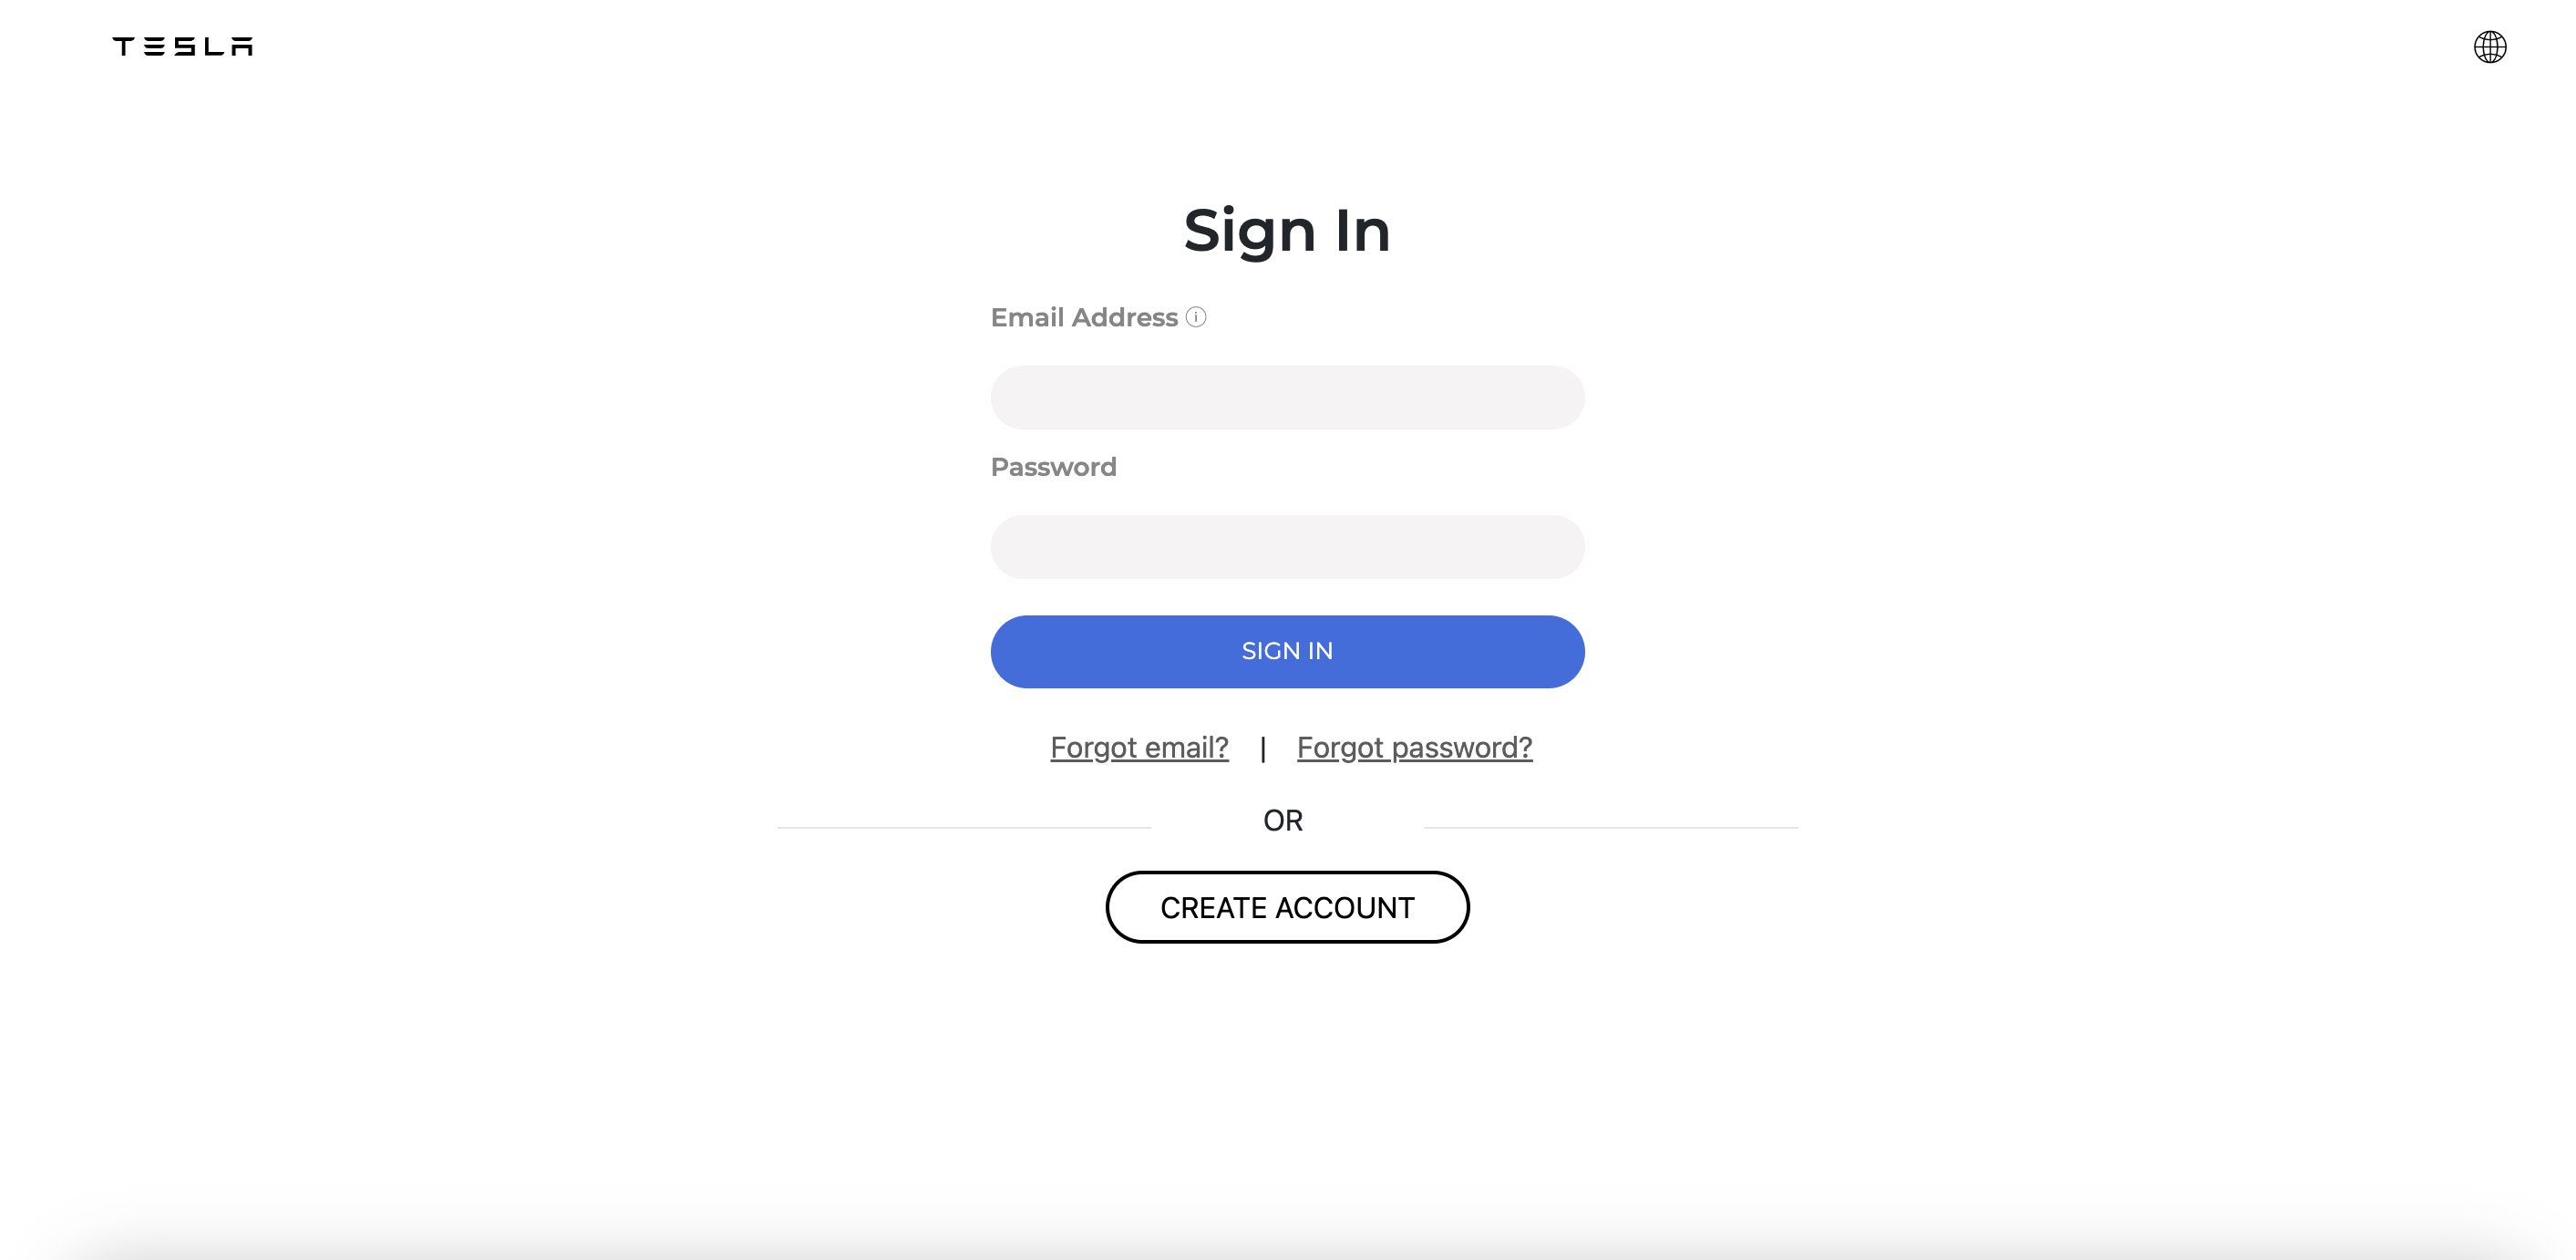 TESLA
Sign In
Email Address
Password
SIGN IN
Forgot email? | Forgot password?
OR
CREATE ACCOUNT